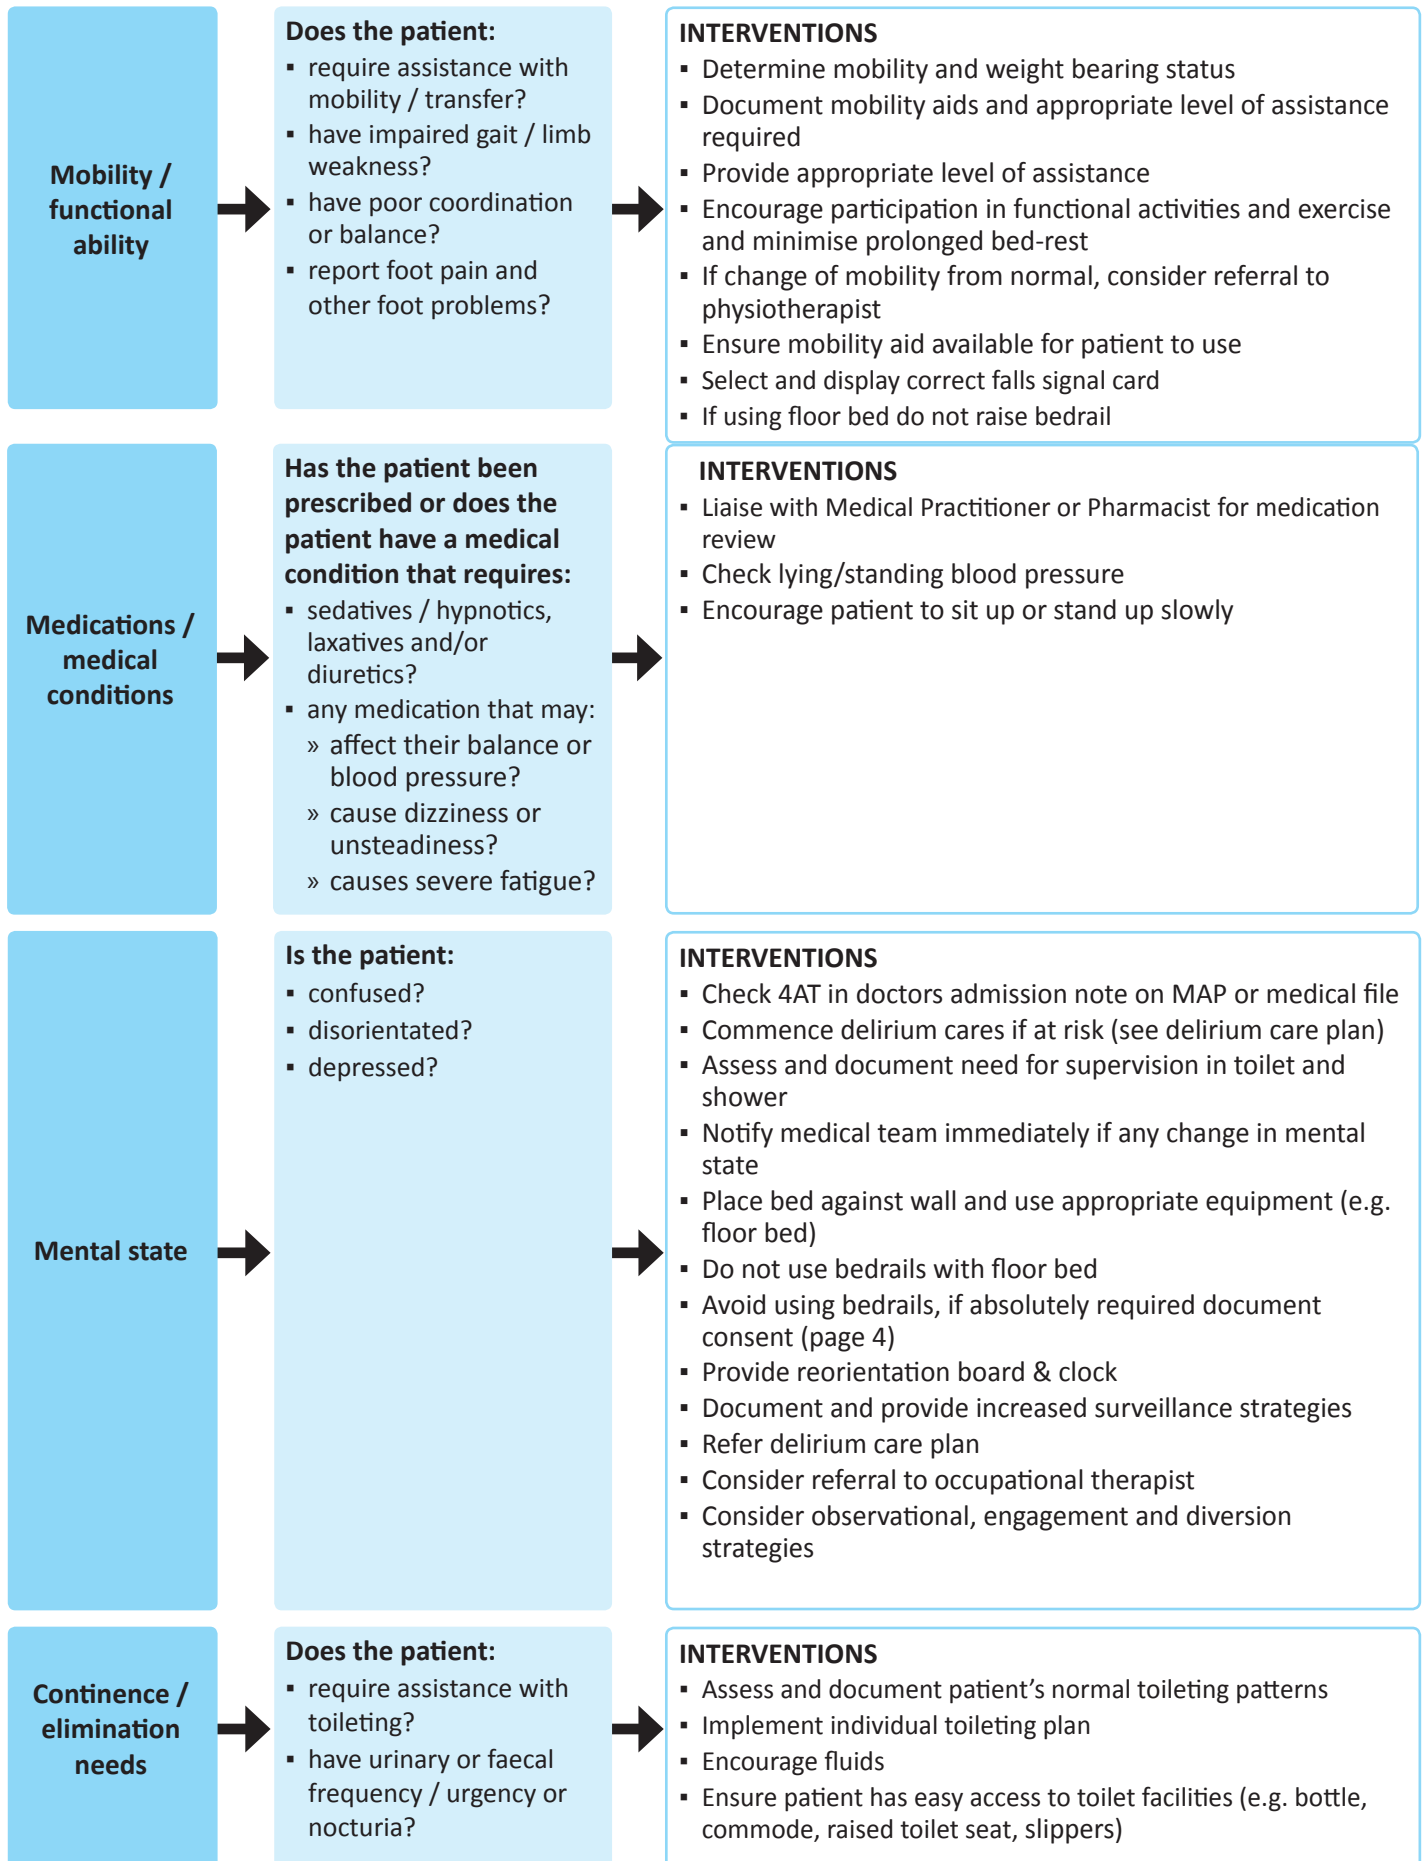 Mobility /
functional
ability
Does the patient:
▪ require assistance with
mobility / transfer?
▪ have impaired gait / limb
weakness?
▪ have poor coordination
or balance?
▪ report foot pain and
other foot problems?
INTERVENTIONS
▪ Determine mobility and weight bearing status
▪ Document mobility aids and appropriate level of assistance
required
▪ Provide appropriate level of assistance
▪ Encourage participation in functional activities and exercise
and minimise prolonged bed-rest
▪ If change of mobility from normal, consider referral to
physiotherapist
▪ Ensure mobility aid available for patient to use
▪ Select and display correct falls signal card
▪ If using floor bed do not raise bedrail
Medications /
medical
conditions
Has the patient been
prescribed or does the
patient have a medical
condition that requires:
▪ sedatives / hypnotics,
laxatives and/or
diuretics?
▪ any medication that may:
» affect their balance or
blood pressure?
» cause dizziness or
unsteadiness?
» causes severe fatigue?
INTERVENTIONS
▪ Liaise with Medical Practitioner or Pharmacist for medication
review
▪ Check lying/standing blood pressure
▪ Encourage patient to sit up or stand up slowly
Mental state
Is the patient:
▪ confused?
▪ disorientated?
▪ depressed?
INTERVENTIONS
▪ Check 4AT in doctors admission note on MAP or medical file
▪ Commence delirium cares if at risk (see delirium care plan)
▪ Assess and document need for supervision in toilet and
shower
▪ Notify medical team immediately if any change in mental
state
▪ Place bed against wall and use appropriate equipment (e.g.
floor bed)
▪ Do not use bedrails with floor bed
▪ Avoid using bedrails, if absolutely required document
consent (page 4)
▪ Provide reorientation board & clock
▪ Document and provide increased surveillance strategies
▪ Refer delirium care plan
▪ Consider referral to occupational therapist
▪ Consider observational, engagement and diversion
strategies
Continence /
elimination
needs
Does the patient:
▪ require assistance with
toileting?
▪ have urinary or faecal
frequency / urgency or
nocturia?
INTERVENTIONS
▪ Assess and document patient’s normal toileting patterns
▪ Implement individual toileting plan
▪ Encourage fluids
▪ Ensure patient has easy access to toilet facilities (e.g. bottle,
commode, raised toilet seat, slippers)